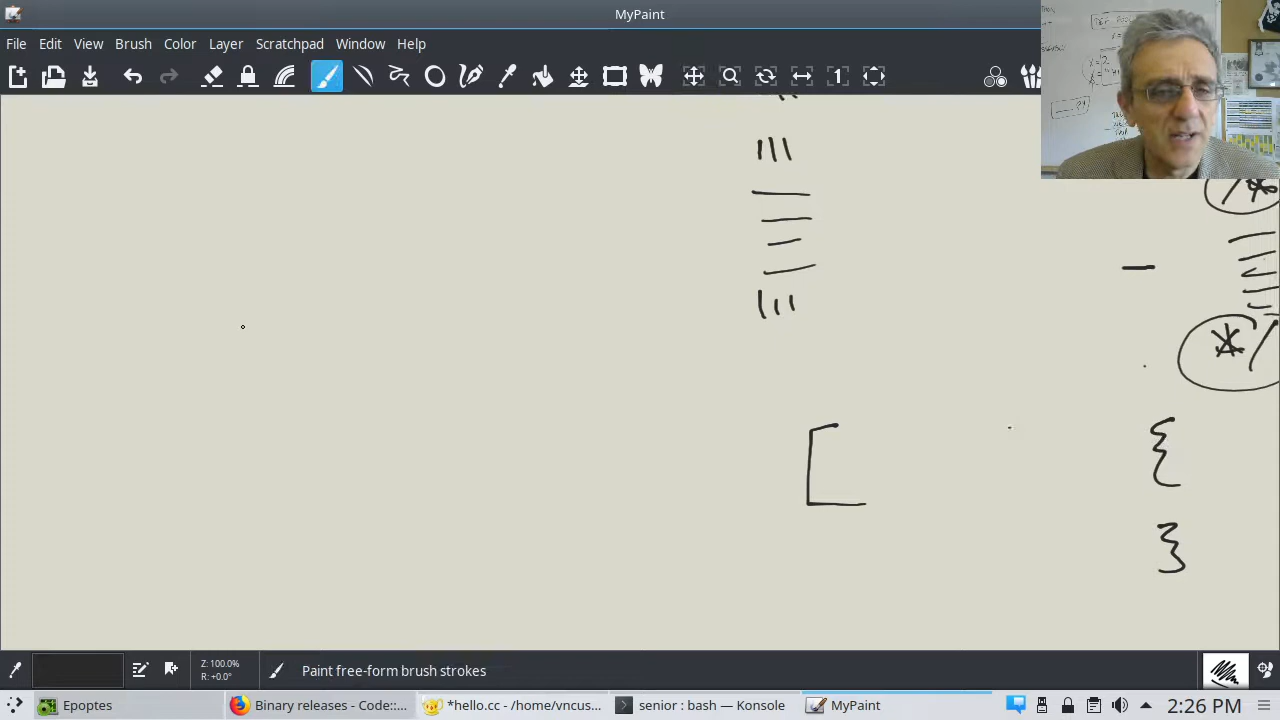 MyPaint
File Edit View Brush Color Layer Scratchpad Window Help
/*
*/
{
}
Z: 100.0%
R: +0.0°
Paint free-form brush strokes
Epoptes
Binary releases - Code::...
*hello.cc - /home/vircus...
senior : bash — Konsole
MyPaint
2:26 PM